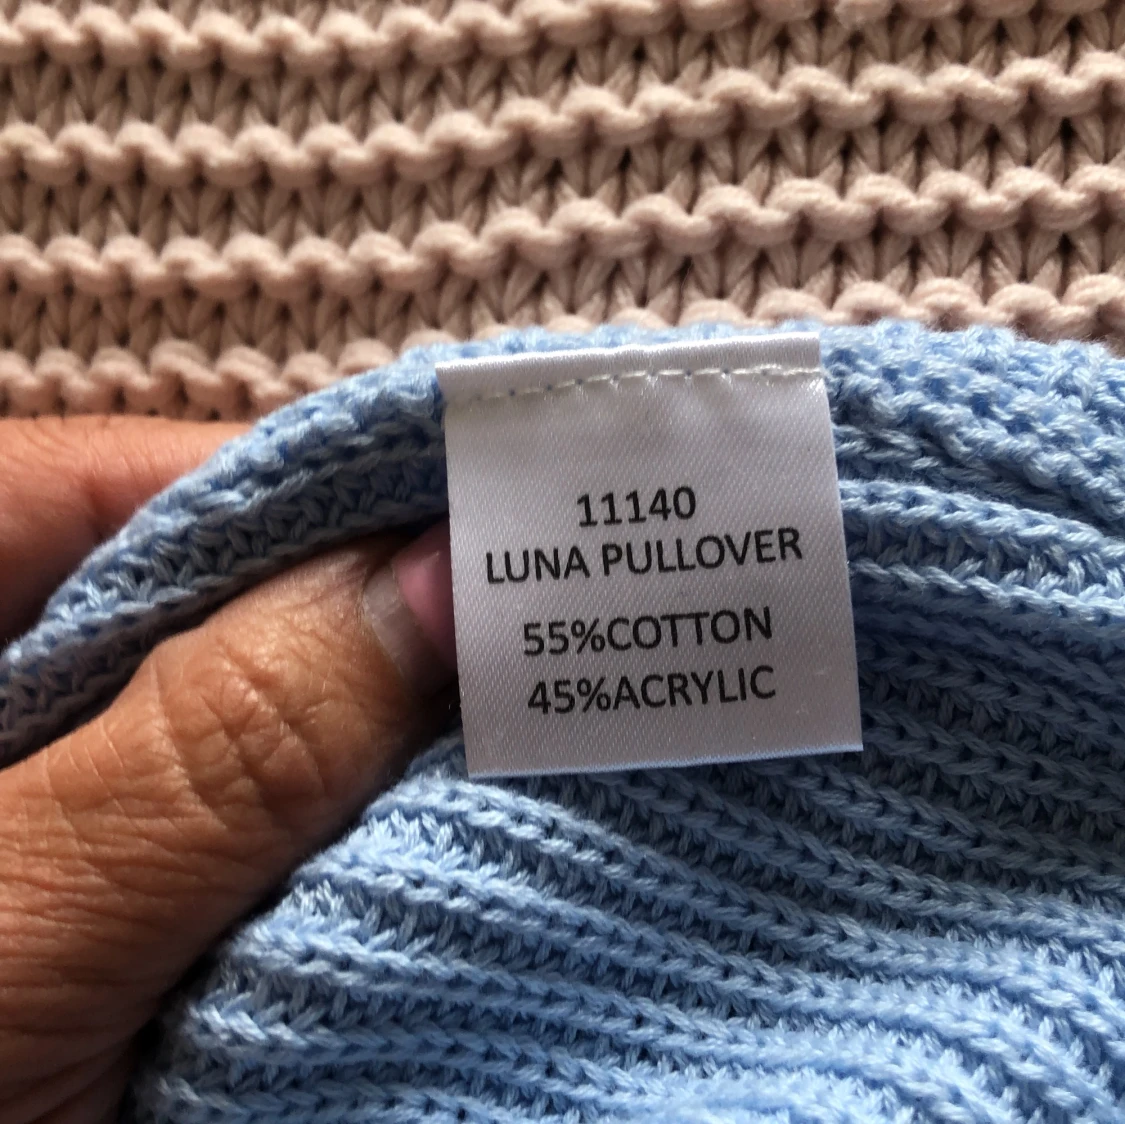 11140
LUNA PULLOVER
55%COTTON
45%ACRYLIC